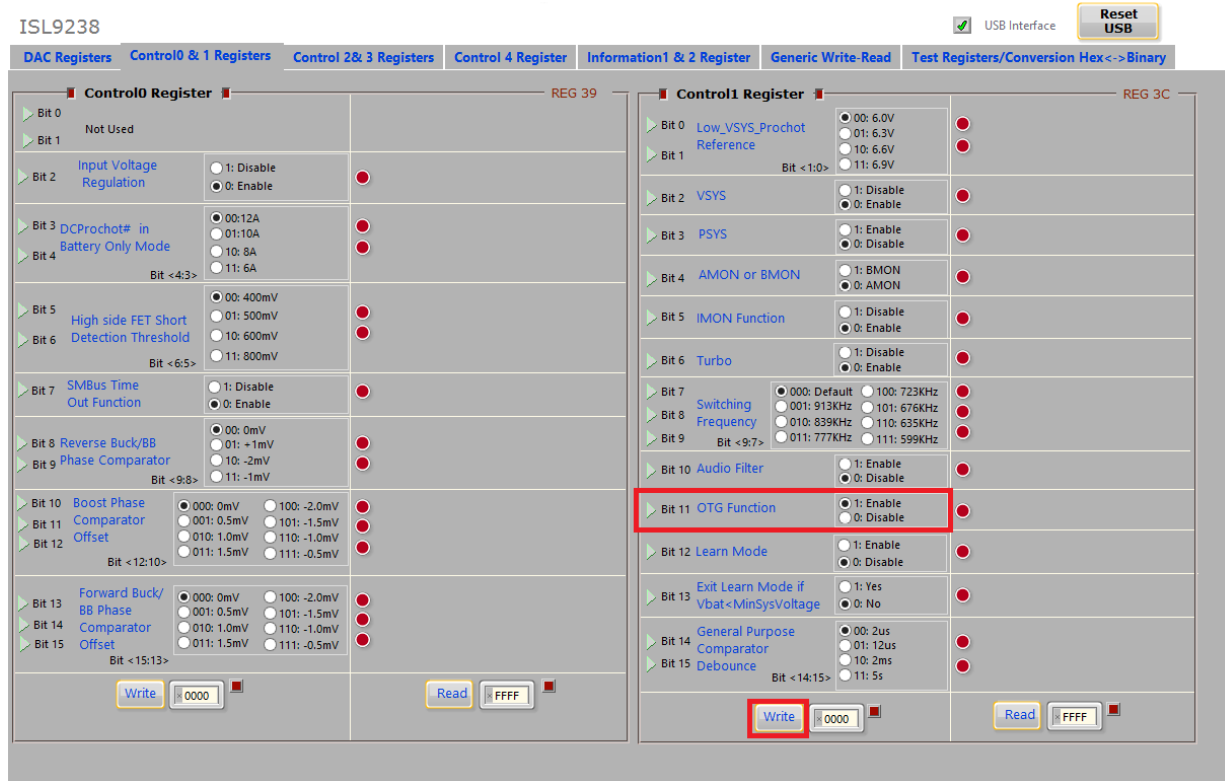 ISL9238
USB Interface
Reset
USB
DAC Registers Control0 & 1 Registers Control 2& 3 Registers Control 4 Register Information1 & 2 Register Generic Write-Read Test Registers/Conversion Hex<->Binary
Control0 Register REG 39
Bit 0
Not Used
Bit 1
Bit 2 Input Voltage
Regulation
1: Disable
0: Enable
Bit 3 DCProchot# in
Bit 4 Battery Only Mode
Bit <4:3>
00:12A
01:10A
10: 8A
11: 6A
Bit 5
Bit 6
High side FET Short
Detection Threshold
Bit <6:5>
00: 400mV
01: 500mV
10: 600mV
11: 800mV
Bit 7 SMBus Time
Out Function
1: Disable
0: Enable
Bit 8 Reverse Buck/BB
Bit 9 Phase Comparator
Bit <9:8>
00: 0mV
01: +1mV
10: -2mV
11: -1mV
Bit 10 Boost Phase
Bit 11 Comparator
Bit 12 Offset
Bit <12:10>
000: 0mV 100: -2.0mV
001: 0.5mV 101: -1.5mV
010: 1.0mV 110: -1.0mV
011: 1.5mV 111: -0.5mV
Forward Buck/
Bit 13 BB Phase
Bit 14 Comparator
Bit 15 Offset
Bit <15:13>
000: 0mV 100: -2.0mV
001: 0.5mV 101: -1.5mV
010: 1.0mV 110: -1.0mV
011: 1.5mV 111: -0.5mV
Write ×0000 Read ×FFFF
Control1 Register REG 3C
Bit 0 Low_VSYS_Prochot
Bit 1 Reference
Bit <1:0>
00: 6.0V
01: 6.3V
10: 6.6V
11: 6.9V
Bit 2 VSYS
1: Disable
0: Enable
Bit 3 PSYS
1: Enable
0: Disable
Bit 4 AMON or BMON
1: BMON
0: AMON
Bit 5 IMON Function
1: Disable
0: Enable
Bit 6 Turbo
1: Disable
0: Enable
Bit 7
Bit 8
Bit 9
Switching
Frequency
Bit <9:7>
000: Default 100: 723KHz
001: 913KHz 101: 676KHz
010: 839KHz 110: 635KHz
011: 777KHz 111: 599KHz
Bit 10 Audio Filter
1: Enable
0: Disable
Bit 11 OTG Function
1: Enable
0: Disable
Bit 12 Learn Mode
1: Enable
0: Disable
Bit 13 Exit Learn Mode if
Vbat<MinSysVoltage
1: Yes
0: No
General Purpose
Bit 14 Comparator
Bit 15 Debounce
Bit <14:15>
00: 2us
01: 12us
10: 2ms
11: 5s
Write ×0000 Read ×FFFF